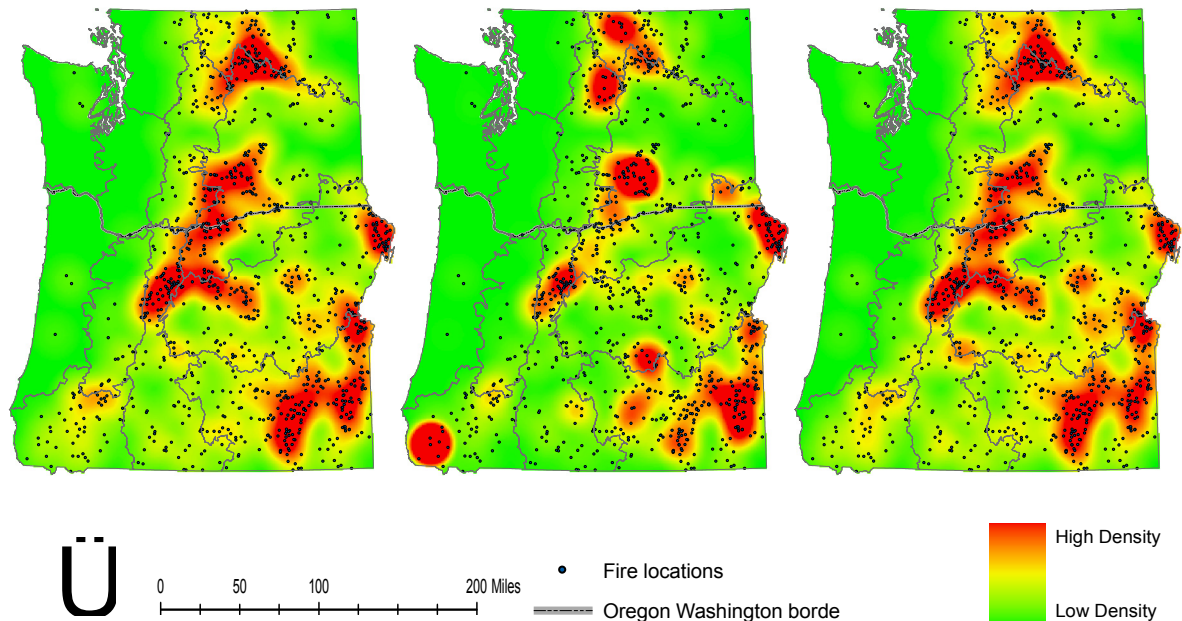 High Density
Ü
0 50 100 200 Miles
Fire locations
Oregon Washington borde
Low Density